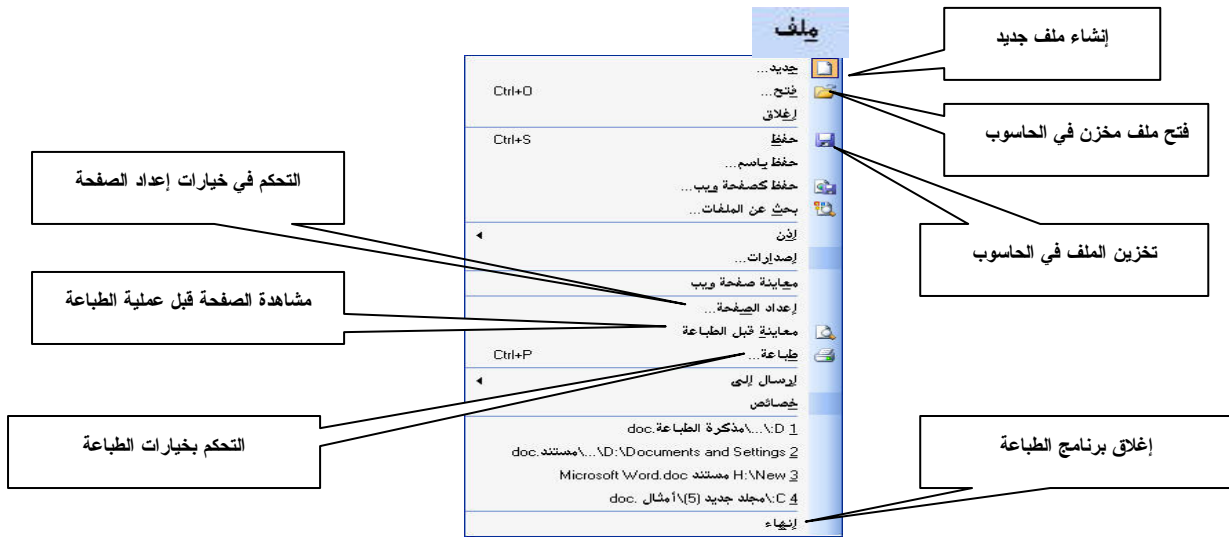 ملف
إنشاء ملف جديد
فتح ملف مخزن في الحاسوب
تخزين الملف في الحاسوب
إغلاق برنامج الطباعة
جديد...
فتح... Ctrl+O
إغلاق
حفظ Ctrl+S
حفظ باسم...
حفظ كصفحة ويب...
بحث عن الملفات...
إذن
إصدارات...
معاينة صفحة ويب
إعداد الصفحة...
معاينة قبل الطباعة
طباعة... Ctrl+P
إرسال إلى
خصائص
1 D:\...\مذكرة الطباعة.doc
2 D:\Documents and Settings\...\مستند.doc
3 H:\New مستند Microsoft Word.doc
4 C:\مجلد جديد (5)\أمثال .doc
إنهاء
التحكم في خيارات إعداد الصفحة
مشاهدة الصفحة قبل عملية الطباعة
التحكم بخيارات الطباعة